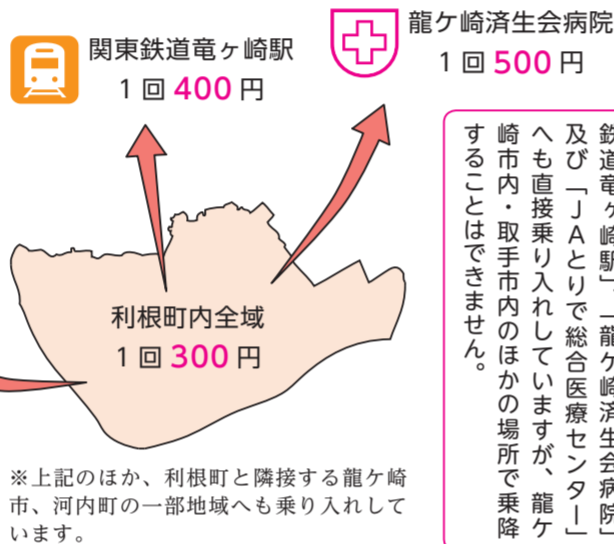 関東鉄道竜ヶ崎駅
1回400円
龍ケ崎済生会病院
1回500円
利根町内全域
1回300円
※上記のほか、利根町と隣接する龍ケ崎
市、河内町の一部地域へも乗り入れして
います。
鉄道竜ヶ崎駅」、「龍ケ崎済生会病院」
及び「JAとりで総合医療センター」
へも直接乗り入れしていますが、龍ケ
崎市内・取手市内のほかの場所で乗降
することはできません。